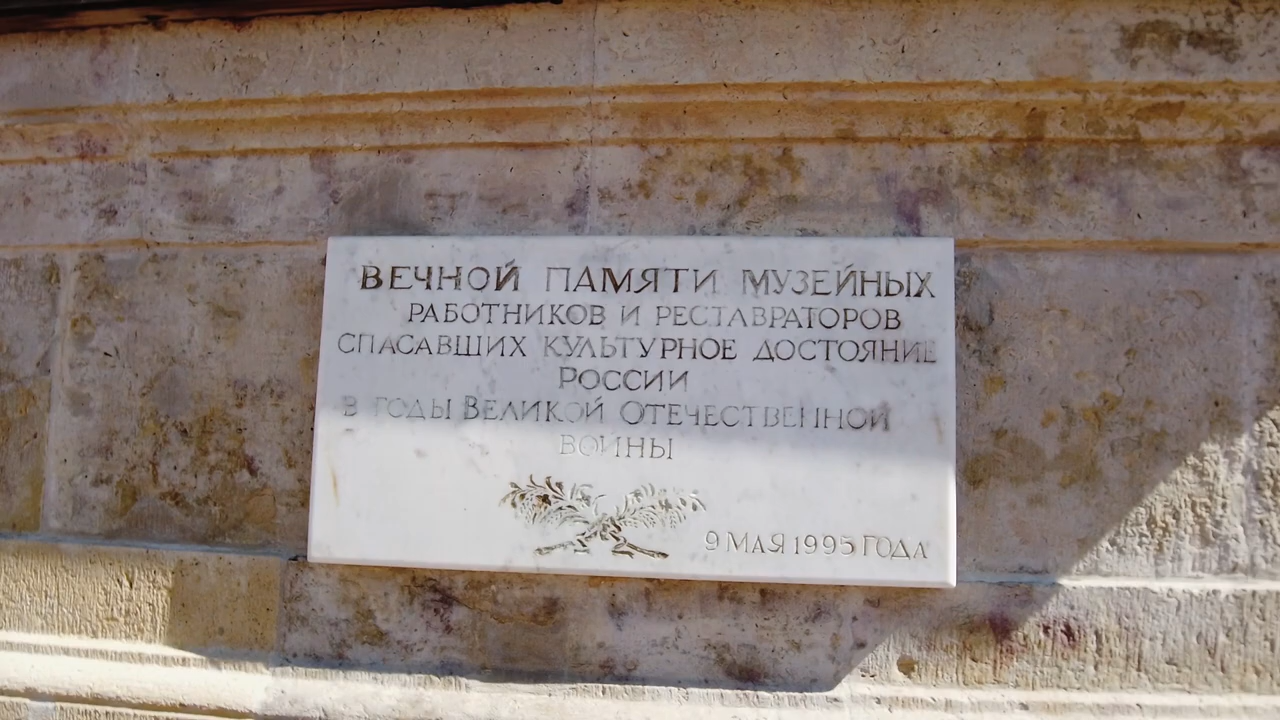 ВЕЧНОЙ ПАМЯТИ МУЗЕЙНЫХ
РАБОТНИКОВ И РЕСТАВРАТОРОВ
СПАСАВШИХ КУЛЬТУРНОЕ ДОСТОЯНИЕ
РОССИИ
В ГОДЫ ВЕЛИКОЙ ОТЕЧЕСТВЕННОЙ
ВОЙНЫ
9 МАЯ 1995 ГОДА